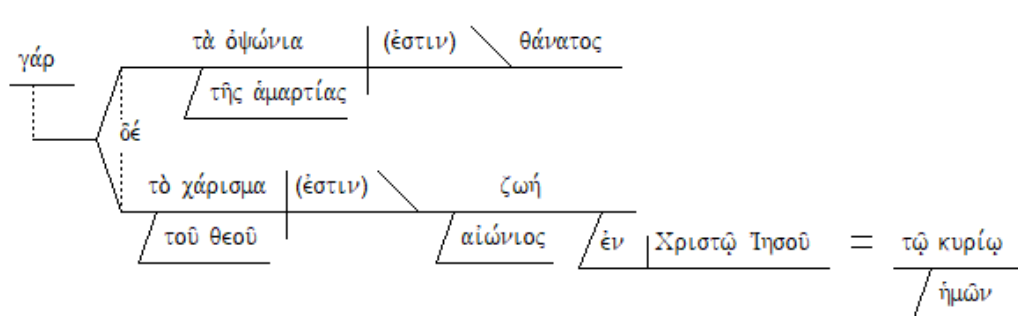 τὰ ὀψώνια (ἐστιν) θάνατος
γάρ
τῆς ἁμαρτίας
δέ
τὸ χάρισμα (ἐστιν) ζωή
τοῦ θεοῦ αἰώνιος ἐν Χριστῷ Ἰησοῦ = τῷ κυρίῳ
ἡμῶν